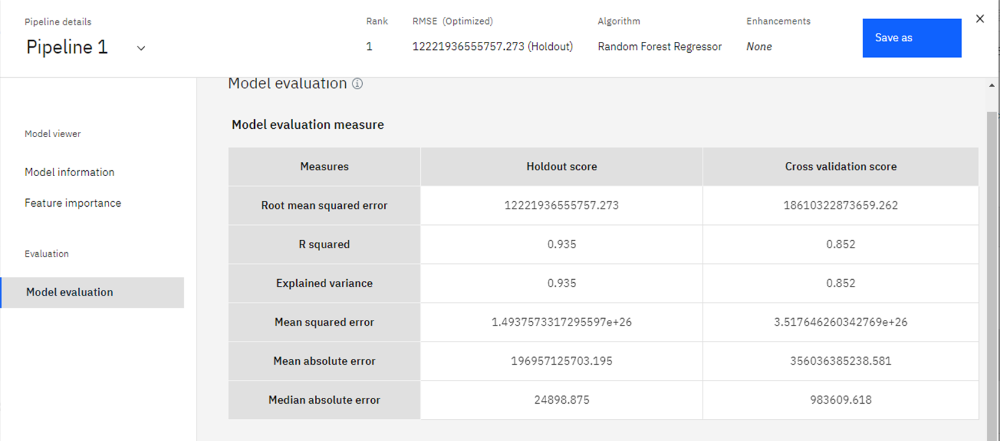 Pipeline details
Pipeline 1
Rank
1
RMSE (Optimized)
12221936555757.273 (Holdout)
Algorithm
Random Forest Regressor
Enhancements
None
Save as
Model viewer
Model information
Feature importance
Evaluation
Model evaluation
Model evaluation
Model evaluation measure
Measures Holdout score Cross validation score
Root mean squared error 12221936555757.273 18610322873659.262
R squared 0.935 0.852
Explained variance 0.935 0.852
Mean squared error 1.4937573317295597e+26 3.517646260342769e+26
Mean absolute error 196957125703.195 356036385238.581
Median absolute error 24898.875 983609.618